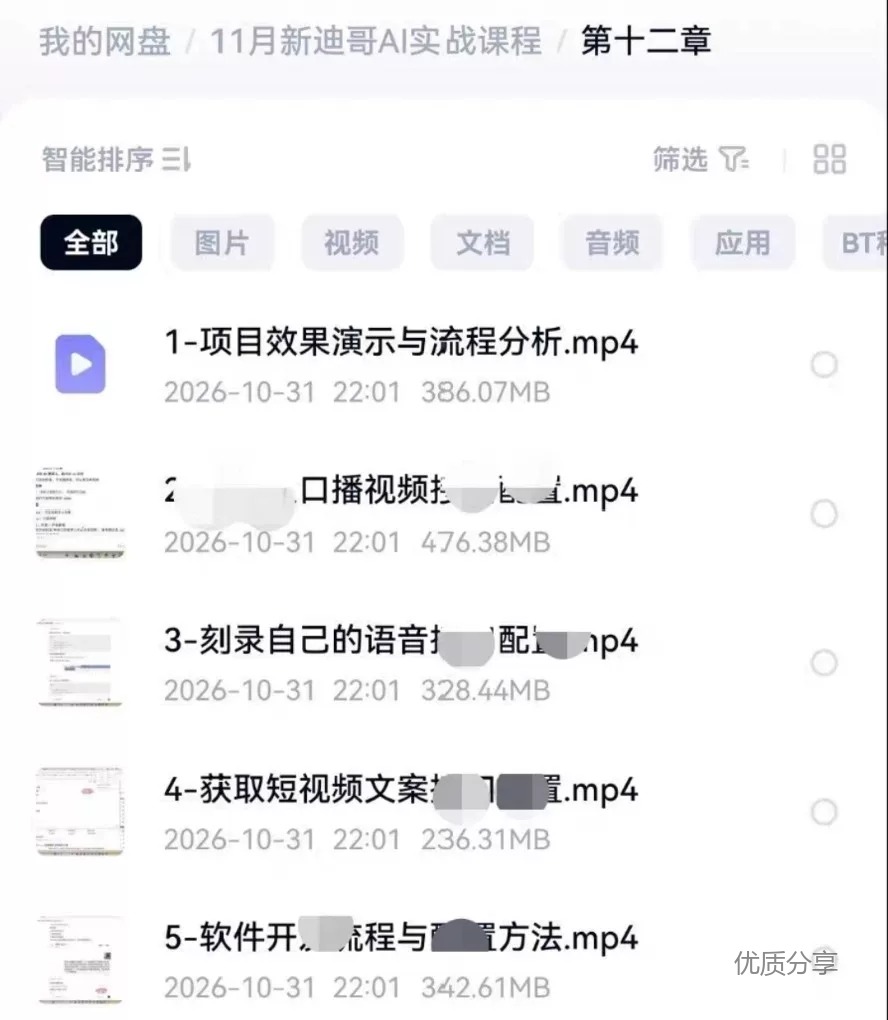 我的网盘 / 11月新迪哥AI实战课程 / 第十二章
智能排序 筛选
全部 图片 视频 文档 音频 应用 BT
1-项目效果演示与流程分析.mp4
2026-10-31 22:01 386.07MB
2 口播视频 .mp4
2026-10-31 22:01 476.38MB
3-刻录自己的语音 配 mp4
2026-10-31 22:01 328.44MB
4-获取短视频文案 .mp4
2026-10-31 22:01 236.31MB
5-软件开 流程与 方法.mp4
2026-10-31 22:01 342.61MB
优质分享